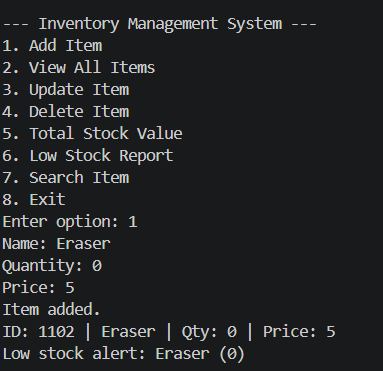 --- Inventory Management System ---
1. Add Item
2. View All Items
3. Update Item
4. Delete Item
5. Total Stock Value
6. Low Stock Report
7. Search Item
8. Exit
Enter option: 1
Name: Eraser
Quantity: 0
Price: 5
Item added.
ID: 1102 | Eraser | Qty: 0 | Price: 5
Low stock alert: Eraser (0)